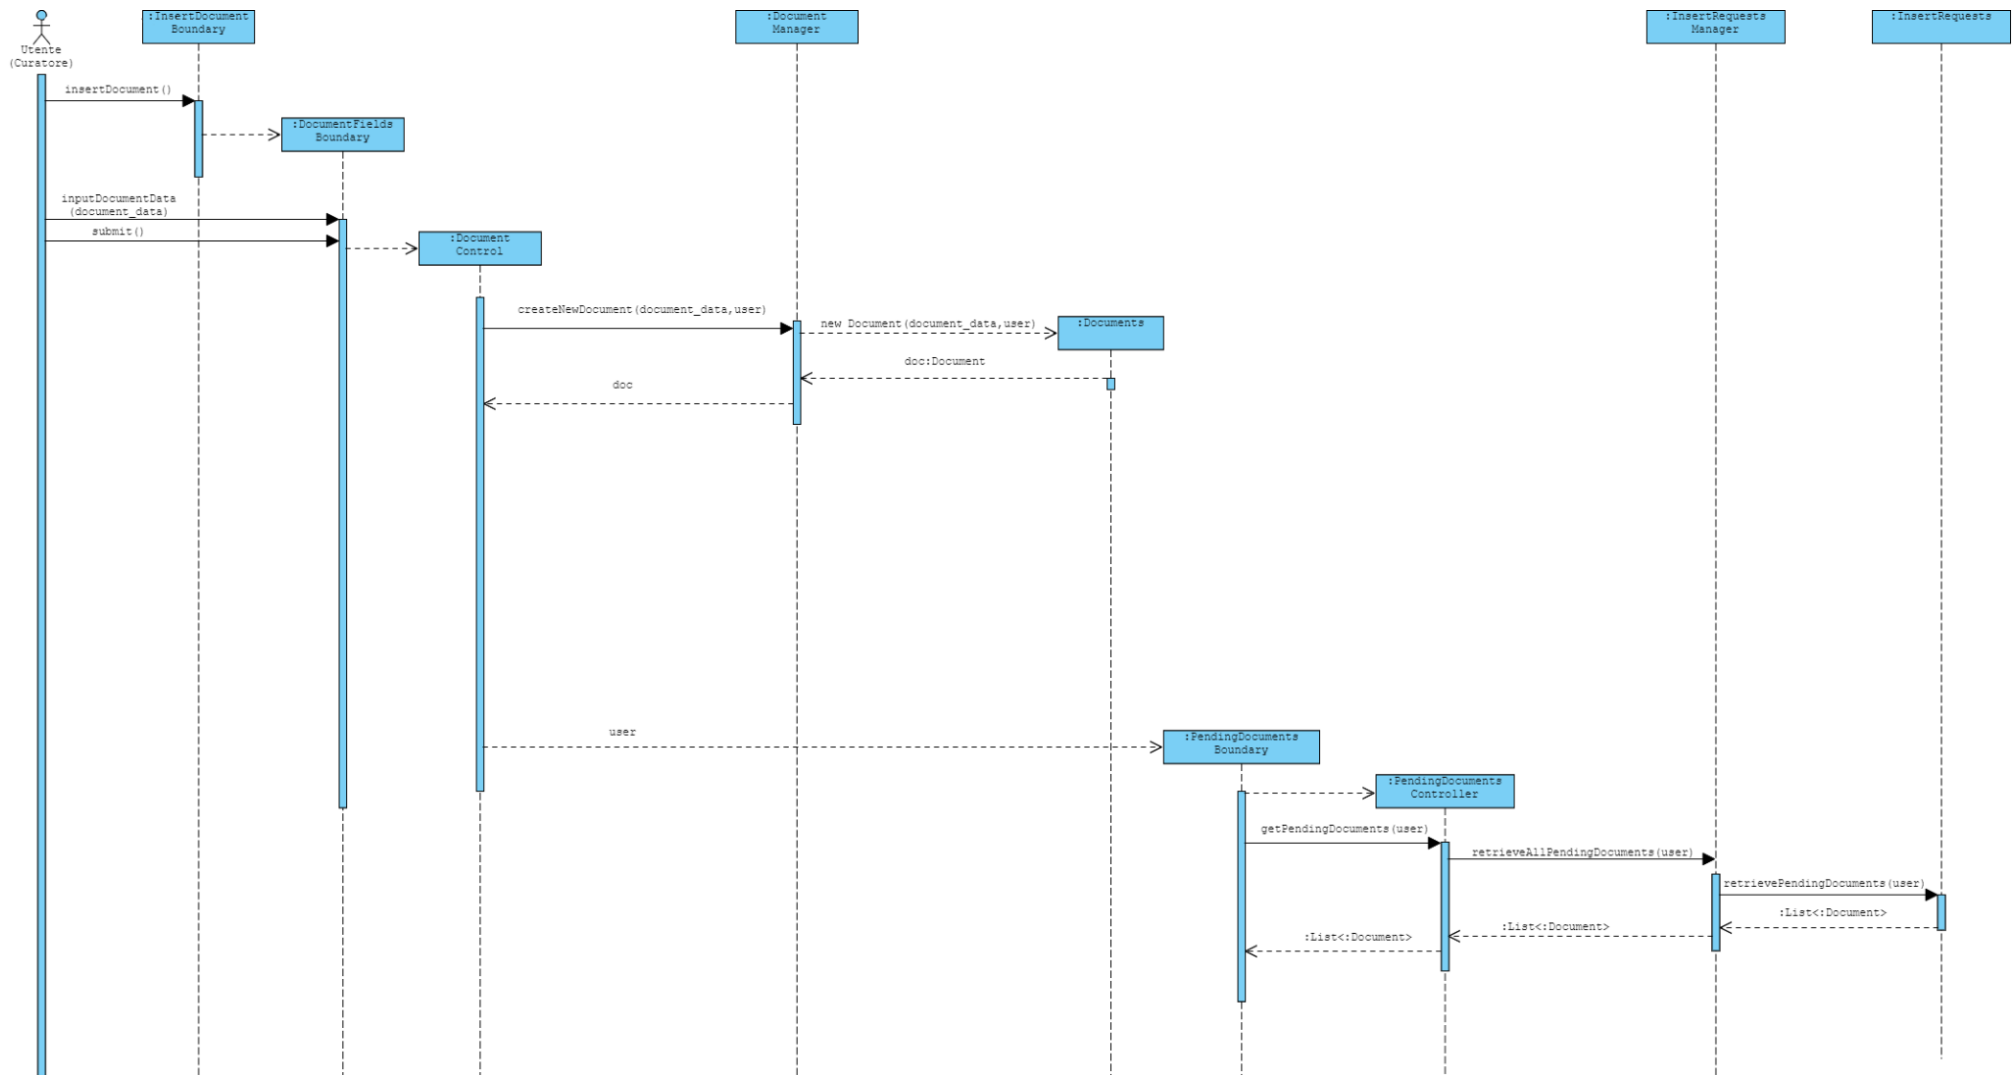 :InsertDocument
Boundary
:Document
Manager
:InsertRequests
Manager
:InsertRequests
Utente
(Curatore)
insertDocument()
:DocumentFields
Boundary
inputDocumentData
(document_data)
submit()
:Document
Control
createNewDocument(document_data,user)
new Document(document_data,user)
:Documents
doc:Document
doc
user
:PendingDocuments
Boundary
:PendingDocuments
Controller
getPendingDocuments(user)
retrieveAllPendingDocuments(user)
retrievePendingDocuments(user)
:List<:Document>
:List<:Document>
:List<:Document>